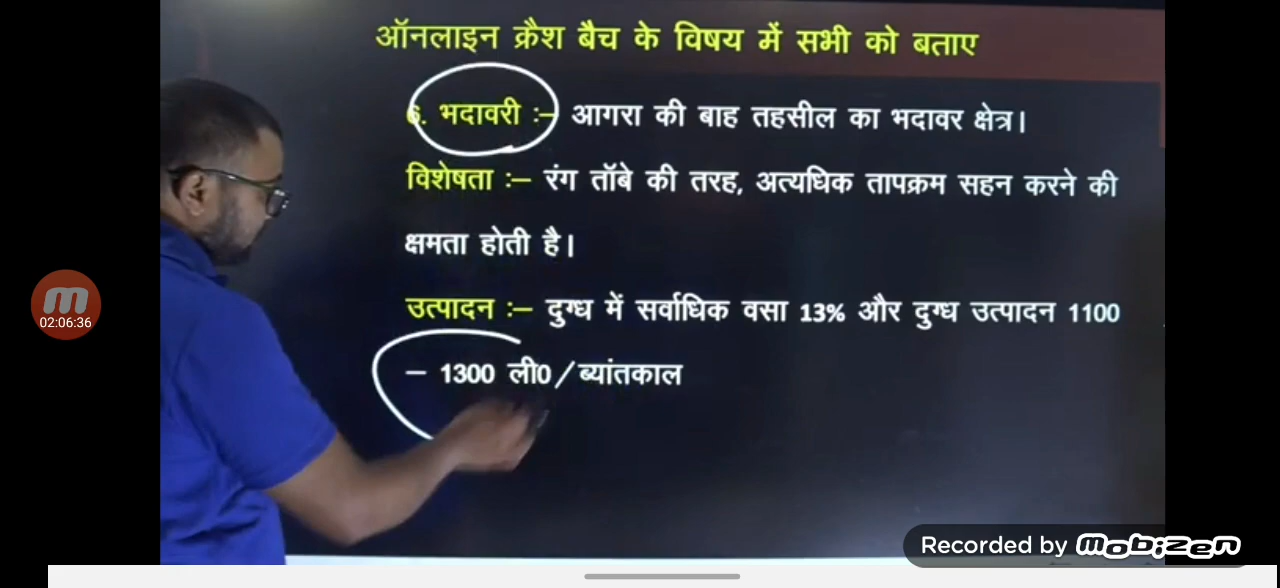 ऑनलाइन क्रैश बैच के विषय में सभी को बताए
6. भदावरी :– आगरा की बाह तहसील का भदावर क्षेत्र।
विशेषता :– रंग ताॅबे की तरह, अत्यधिक तापक्रम सहन करने की
क्षमता होती है।
उत्पादन :– दुग्ध में सर्वाधिक वसा 13% और दुग्ध उत्पादन 1100
– 1300 ली0/ब्यांतकाल
02:06:36
Recorded by Mobizen